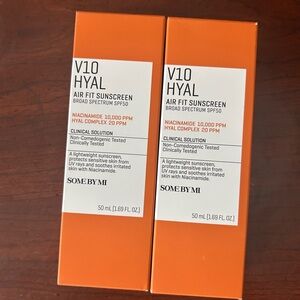 V10
HYAL
AIR FIT SUNSCREEN
BROAD SPECTRUM SPF50
NIACINAMIDE 10,000 PPM
HYAL COMPLEX 20 PPM
CLINICAL SOLUTION
Non-Comedogenic Tested
Clinically Tested
A lightweight sunscreen,
protects sensitive skin from
UV rays and soothes irritated
skin with Niacinamide.
SOME BY MI
50 mL [1.69 FL. OZ.]
V10
HYAL
AIR FIT SUNSCREEN
BROAD SPECTRUM SPF50
NIACINAMIDE 10,000 PPM
HYAL COMPLEX 20 PPM
CLINICAL SOLUTION
Non-Comedogenic Tested
Clinically Tested
A lightweight sunscreen,
protects sensitive skin from
UV rays and soothes irritated
skin with Niacinamide.
SOME BY MI
50 mL [1.69 FL. OZ.]